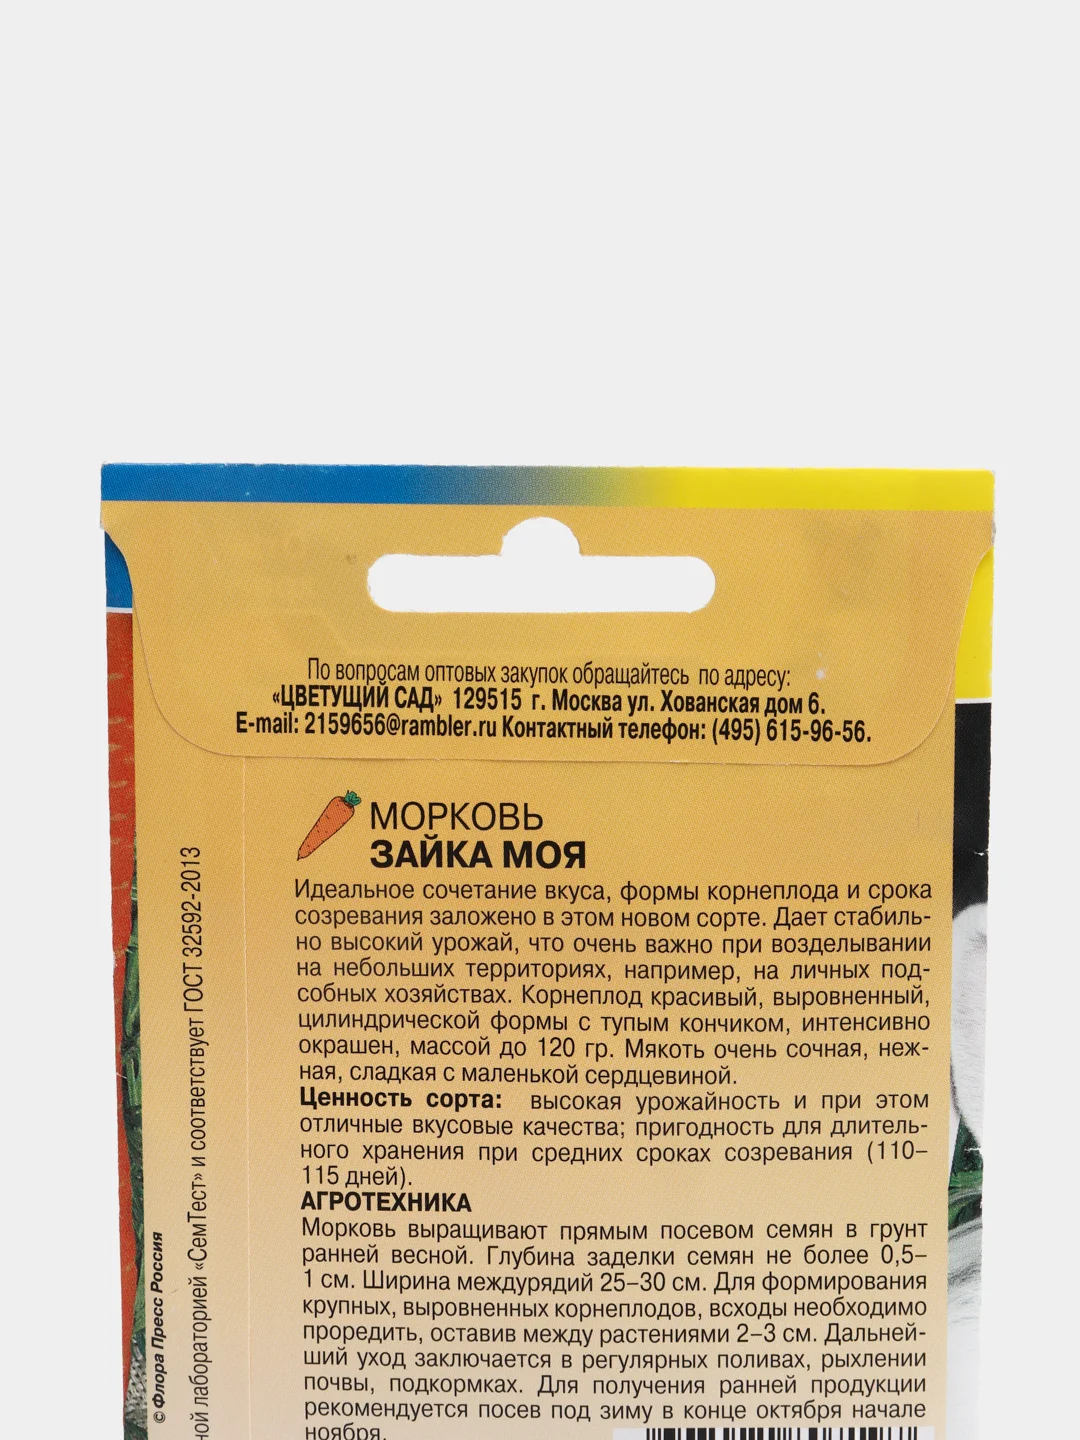 По вопросам оптовых закупок обращайтесь по адресу:
«ЦВЕТУЩИЙ САД» 129515 г. Москва ул. Хованская дом 6.
E-mail: 2159656@rambler.ru Контактный телефон: (495) 615-96-56.
МОРКОВЬ
ЗАЙКА МОЯ
Идеальное сочетание вкуса, формы корнеплода и срока
созревания заложено в этом новом сорте. Дает стабиль-
но высокий урожай, что очень важно при возделывании
на небольших территориях, например, на личных под-
собных хозяйствах. Корнеплод красивый, выровненный,
цилиндрической формы с тупым кончиком, интенсивно
окрашен, массой до 120 гр. Мякоть очень сочная, неж-
ная, сладкая с маленькой сердцевиной.
Ценность сорта: высокая урожайность и при этом
отличные вкусовые качества; пригодность для длитель-
ного хранения при средних сроках созревания (110–
115 дней).
АГРОТЕХНИКА
Морковь выращивают прямым посевом семян в грунт
ранней весной. Глубина заделки семян не более 0,5–
1 см. Ширина междурядий 25–30 см. Для формирования
крупных, выровненных корнеплодов, всходы необходимо
проредить, оставив между растениями 2–3 см. Дальней-
ший уход заключается в регулярных поливах, рыхлении
почвы, подкормках. Для получения ранней продукции
рекомендуется посев под зиму в конце октября начале
ноября.
© Флора Пресс Россия
ной лабораторией «СемТест» и соответствует ГОСТ 32592-2013